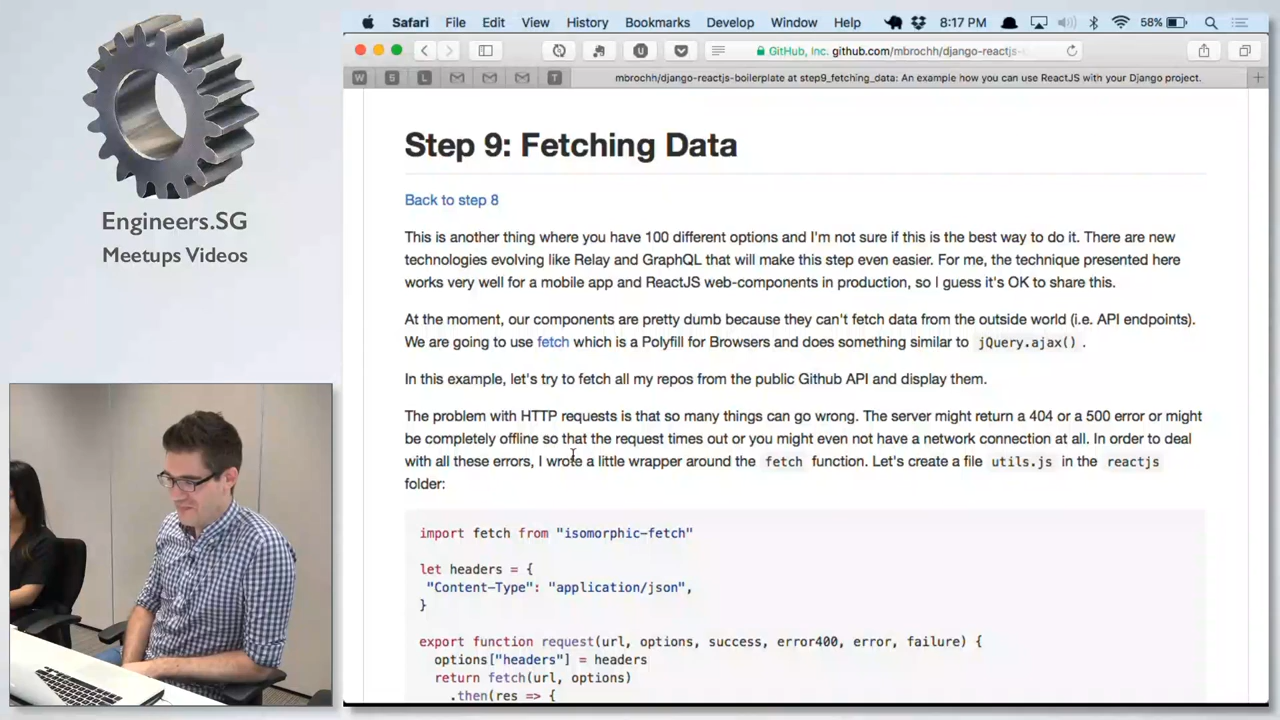 Safari File Edit View History Bookmarks Develop Window Help 8:17 PM 58%
GitHub, Inc. github.com/mbrochh/django-reactjs-
W 5 L T mbrochh/django-reactjs-boilerplate at step9_fetching_data: An example how you can use ReactJS with your Django project.
Engineers.SG
Meetups Videos
Step 9: Fetching Data
Back to step 8
This is another thing where you have 100 different options and I'm not sure if this is the best way to do it. There are new
technologies evolving like Relay and GraphQL that will make this step even easier. For me, the technique presented here
works very well for a mobile app and ReactJS web-components in production, so I guess it's OK to share this.
At the moment, our components are pretty dumb because they can't fetch data from the outside world (i.e. API endpoints).
We are going to use fetch which is a Polyfill for Browsers and does something similar to jQuery.ajax() .
In this example, let's try to fetch all my repos from the public Github API and display them.
The problem with HTTP requests is that so many things can go wrong. The server might return a 404 or a 500 error or might
be completely offline so that the request times out or you might even not have a network connection at all. In order to deal
with all these errors, I wrote a little wrapper around the fetch function. Let's create a file utils.js in the reactjs
folder:
import fetch from "isomorphic-fetch"
let headers = {
"Content-Type": "application/json",
}
export function request(url, options, success, error400, error, failure) {
options["headers"] = headers
return fetch(url, options)
.then(res => {